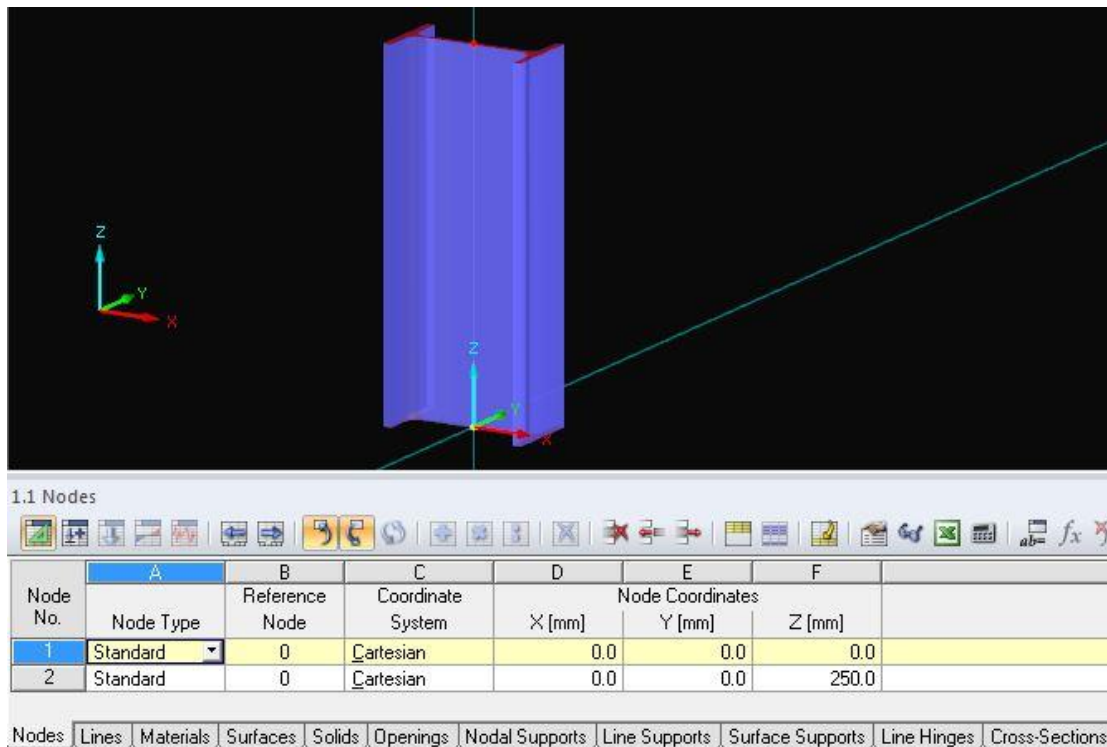 Z
Y
X
Z
Y
X
1.1 Nodes
ab= fx
A B C D E F
Node No. Node Type Reference Node Coordinate System Node Coordinates
X [mm] Y [mm] Z [mm]
1 Standard 0 Cartesian 0.0 0.0 0.0
2 Standard 0 Cartesian 0.0 0.0 250.0
Nodes Lines Materials Surfaces Solids Openings Nodal Supports Line Supports Surface Supports Line Hinges Cross-Sections